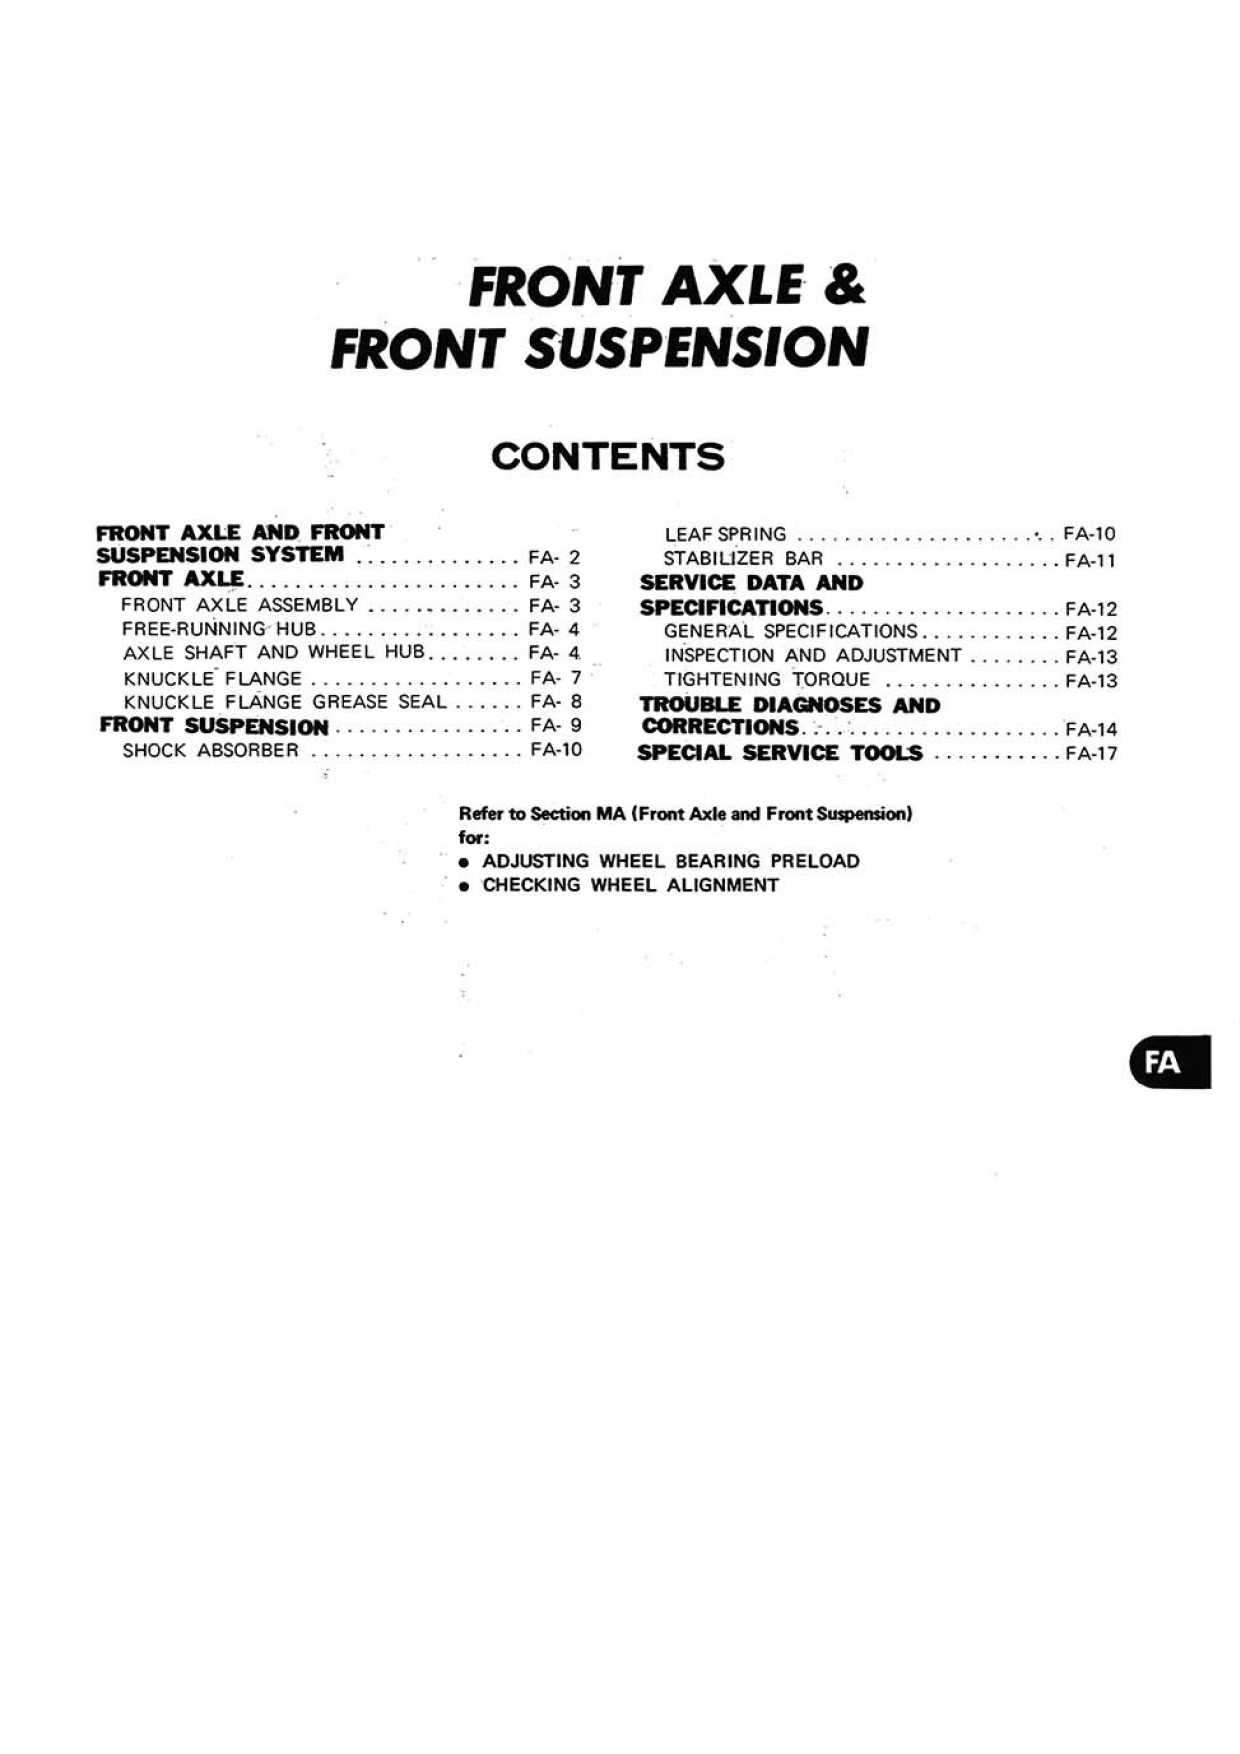 FRONT AXLE &
FRONT SUSPENSION
CONTENTS
FRONT AXLE AND FRONT
SUSPENSION SYSTEM .............. FA- 2
FRONT AXLE....................... FA- 3
FRONT AXLE ASSEMBLY ............. FA- 3
FREE-RUNNING HUB................. FA- 4
AXLE SHAFT AND WHEEL HUB........ FA- 4
KNUCKLE FLANGE .................. FA- 7
KNUCKLE FLANGE GREASE SEAL ...... FA- 8
FRONT SUSPENSION................ FA- 9
SHOCK ABSORBER .................. FA-10
LEAF SPRING ...................... FA-10
STABILIZER BAR ................... FA-11
SERVICE DATA AND
SPECIFICATIONS.................... FA-12
GENERAL SPECIFICATIONS............ FA-12
INSPECTION AND ADJUSTMENT ........ FA-13
TIGHTENING TORQUE ............... FA-13
TROUBLE DIAGNOSES AND
CORRECTIONS...................... FA-14
SPECIAL SERVICE TOOLS ........... FA-17
Refer to Section MA (Front Axle and Front Suspension)
for:
● ADJUSTING WHEEL BEARING PRELOAD
● CHECKING WHEEL ALIGNMENT
FA